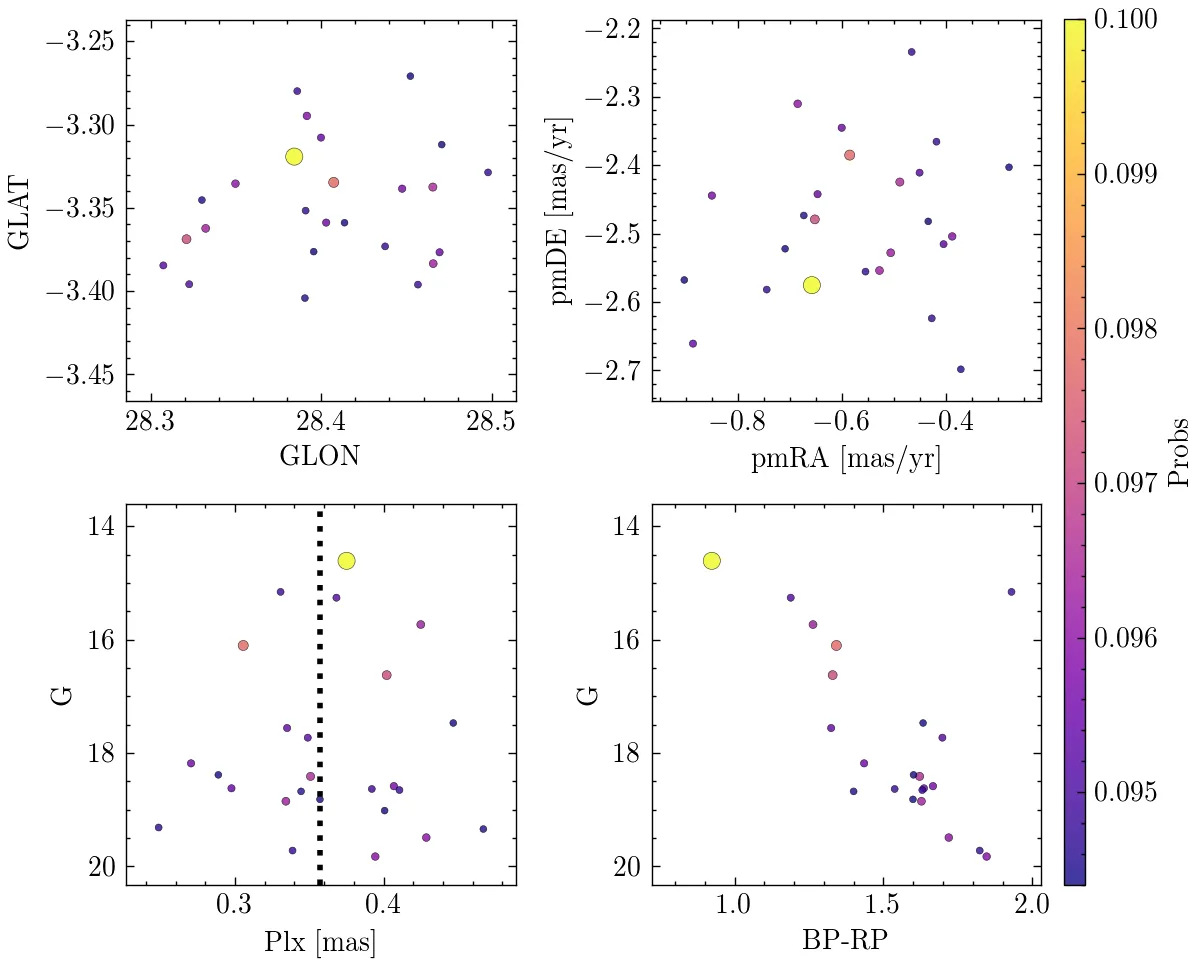 −3.25
−3.30
−3.35
−3.40
−3.45
GLAT
28.3 28.4 28.5
GLON
−2.2
−2.3
−2.4
−2.5
−2.6
−2.7
pmDE [mas/yr]
−0.8 −0.6 −0.4
pmRA [mas/yr]
14
16
18
20
G
0.3 0.4
Plx [mas]
14
16
18
20
G
1.0 1.5 2.0
BP-RP
0.100
0.099
0.098
0.097
0.096
0.095
Probs